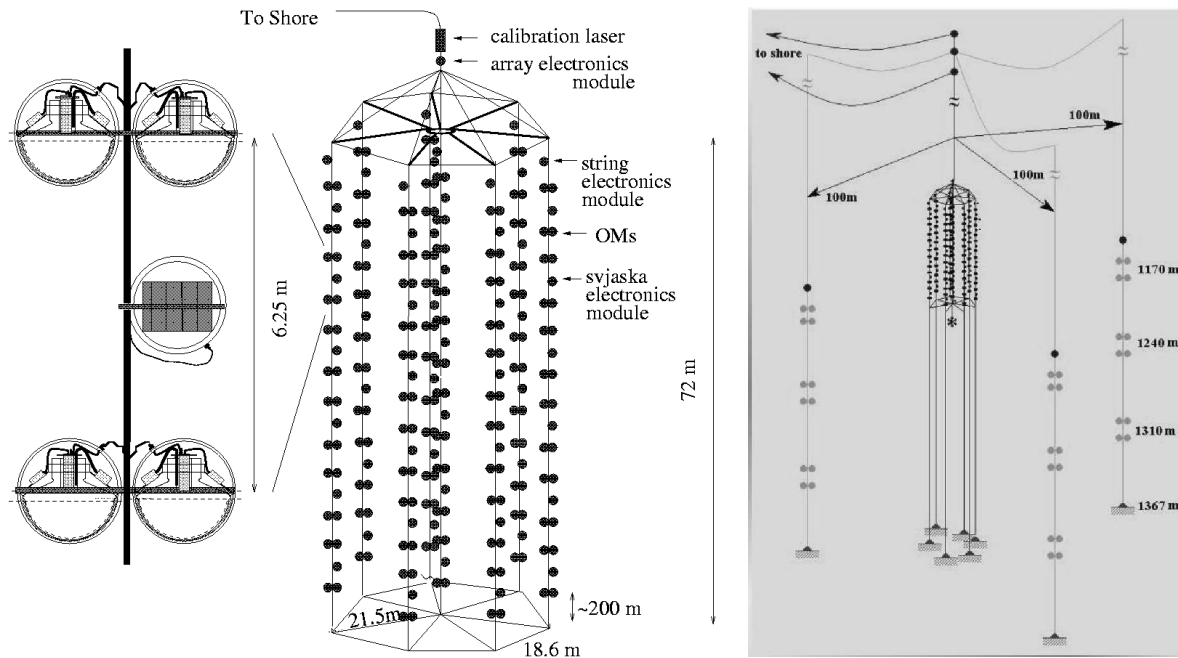 To Shore
calibration laser
array electronics
module
6.25 m
string
electronics
module
OMs
svjaska
electronics
module
72 m
21.5m
~200 m
18.6 m
to shore
100m
100m
100m
1170 m
1240 m
1310 m
1367 m